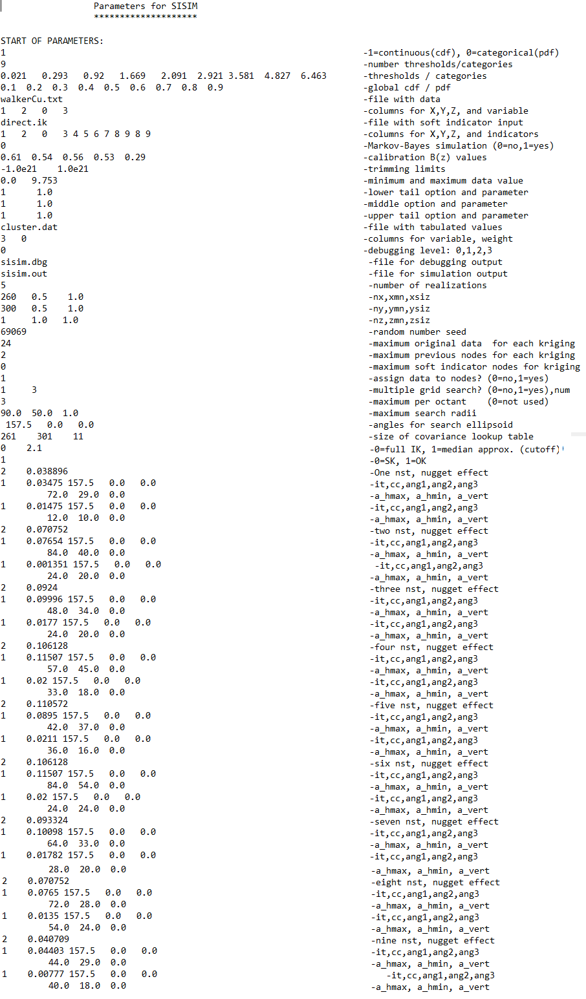 Parameters for SISIM
********************
START OF PARAMETERS:
1 -1=continuous(cdf), 0=categorical(pdf)
9 -number thresholds/categories
0.021 0.293 0.92 1.669 2.091 2.921 3.581 4.827 6.463 -thresholds / categories
0.1 0.2 0.3 0.4 0.5 0.6 0.7 0.8 0.9 -global cdf / pdf
walkerCu.txt -file with data
1 2 0 3 -columns for X,Y,Z, and variable
direct.ik -file with soft indicator input
1 2 0 3 4 5 6 7 8 9 8 9 -columns for X,Y,Z, and indicators
0 -Markov-Bayes simulation (0=no,1=yes)
0.61 0.54 0.56 0.53 0.29 -calibration B(z) values
-1.0e21 1.0e21 -trimming limits
0.0 9.753 -minimum and maximum data value
1 1.0 -lower tail option and parameter
1 1.0 -middle option and parameter
1 1.0 -upper tail option and parameter
cluster.dat -file with tabulated values
3 0 -columns for variable, weight
0 -debugging level: 0,1,2,3
sisim.dbg -file for debugging output
sisim.out -file for simulation output
5 -number of realizations
260 0.5 1.0 -nx,xmn,xsiz
300 0.5 1.0 -ny,ymn,ysiz
1 1.0 1.0 -nz,zmn,zsiz
69069 -random number seed
24 -maximum original data for each kriging
2 -maximum previous nodes for each kriging
0 -maximum soft indicator nodes for kriging
1 -assign data to nodes? (0=no,1=yes)
1 3 -multiple grid search? (0=no,1=yes),num
3 -maximum per octant (0=not used)
90.0 50.0 1.0 -maximum search radii
157.5 0.0 0.0 -angles for search ellipsoid
261 301 11 -size of covariance lookup table
0 2.1 -0=full IK, 1=median approx. (cutoff)
1 -0=SK, 1=OK
2 0.038896 -One nst, nugget effect
1 0.03475 157.5 0.0 0.0 -it,cc,ang1,ang2,ang3
72.0 29.0 0.0 -a_hmax, a_hmin, a_vert
1 0.01475 157.5 0.0 0.0 -it,cc,ang1,ang2,ang3
12.0 10.0 0.0 -a_hmax, a_hmin, a_vert
2 0.070752 -two nst, nugget effect
1 0.07654 157.5 0.0 0.0 -it,cc,ang1,ang2,ang3
84.0 40.0 0.0 -a_hmax, a_hmin, a_vert
1 0.001351 157.5 0.0 0.0 -it,cc,ang1,ang2,ang3
24.0 20.0 0.0 -a_hmax, a_hmin, a_vert
2 0.0924 -three nst, nugget effect
1 0.09996 157.5 0.0 0.0 -it,cc,ang1,ang2,ang3
48.0 34.0 0.0 -a_hmax, a_hmin, a_vert
1 0.0177 157.5 0.0 0.0 -it,cc,ang1,ang2,ang3
24.0 20.0 0.0 -a_hmax, a_hmin, a_vert
2 0.106128 -four nst, nugget effect
1 0.11507 157.5 0.0 0.0 -it,cc,ang1,ang2,ang3
57.0 45.0 0.0 -a_hmax, a_hmin, a_vert
1 0.02 157.5 0.0 0.0 -it,cc,ang1,ang2,ang3
33.0 18.0 0.0 -a_hmax, a_hmin, a_vert
2 0.110572 -five nst, nugget effect
1 0.0895 157.5 0.0 0.0 -it,cc,ang1,ang2,ang3
42.0 37.0 0.0 -a_hmax, a_hmin, a_vert
1 0.0211 157.5 0.0 0.0 -it,cc,ang1,ang2,ang3
36.0 16.0 0.0 -a_hmax, a_hmin, a_vert
2 0.106128 -six nst, nugget effect
1 0.11507 157.5 0.0 0.0 -it,cc,ang1,ang2,ang3
84.0 54.0 0.0 -a_hmax, a_hmin, a_vert
1 0.02 157.5 0.0 0.0 -it,cc,ang1,ang2,ang3
24.0 24.0 0.0 -a_hmax, a_hmin, a_vert
2 0.093324 -seven nst, nugget effect
1 0.10098 157.5 0.0 0.0 -it,cc,ang1,ang2,ang3
64.0 33.0 0.0 -a_hmax, a_hmin, a_vert
1 0.01782 157.5 0.0 0.0 -it,cc,ang1,ang2,ang3
28.0 20.0 0.0 -a_hmax, a_hmin, a_vert
2 0.070752 -eight nst, nugget effect
1 0.0765 157.5 0.0 0.0 -it,cc,ang1,ang2,ang3
72.0 28.0 0.0 -a_hmax, a_hmin, a_vert
1 0.0135 157.5 0.0 0.0 -it,cc,ang1,ang2,ang3
54.0 24.0 0.0 -a_hmax, a_hmin, a_vert
2 0.040709 -nine nst, nugget effect
1 0.04403 157.5 0.0 0.0 -it,cc,ang1,ang2,ang3
44.0 29.0 0.0 -a_hmax, a_hmin, a_vert
1 0.00777 157.5 0.0 0.0 -it,cc,ang1,ang2,ang3
40.0 18.0 0.0 -a_hmax, a_hmin, a_vert